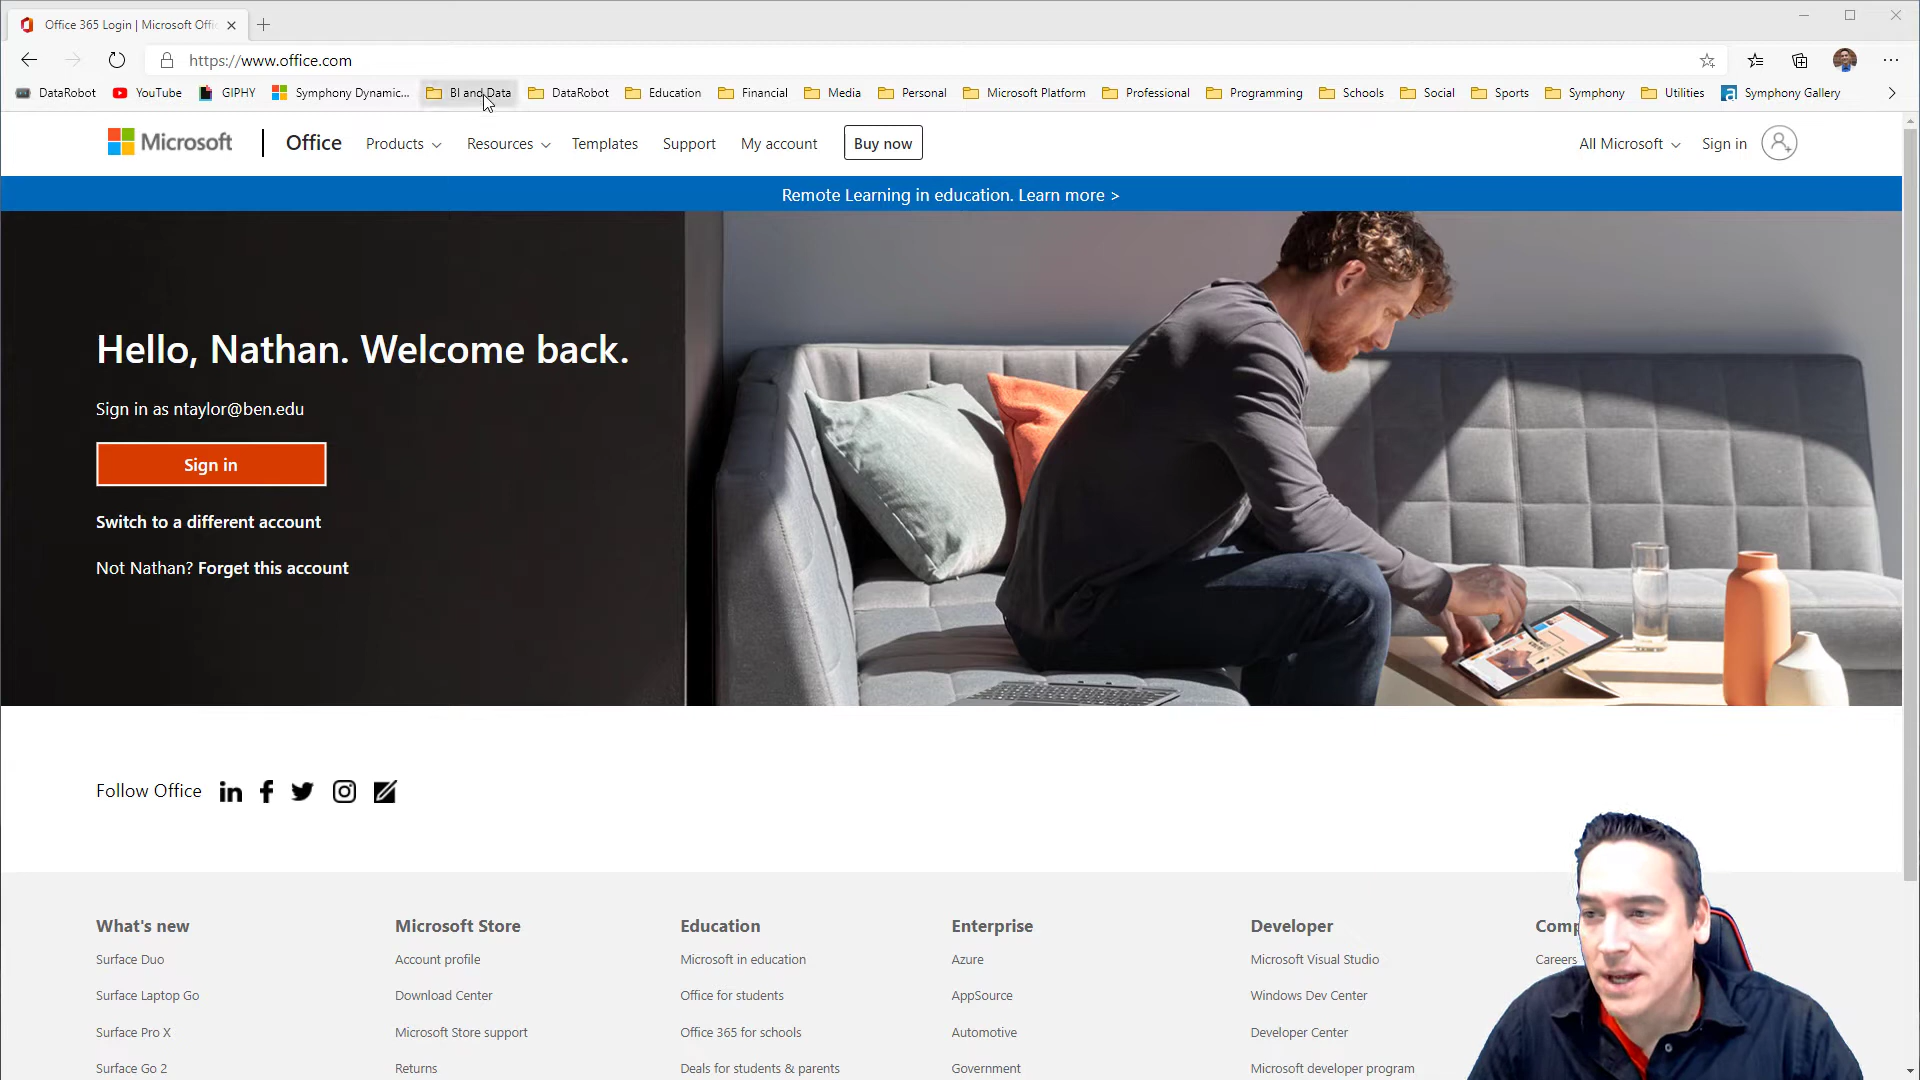 Office 365 Login | Microsoft Offi
https://www.office.com
DataRobot YouTube GIPHY Symphony Dynamic... BI and Data DataRobot Education Financial Media Personal Microsoft Platform Professional Programming Schools Social Sports Symphony Utilities Symphony Gallery
Microsoft Office Products Resources Templates Support My account Buy now All Microsoft Sign in
Remote Learning in education. Learn more >
Hello, Nathan. Welcome back.
Sign in as ntaylor@ben.edu
Sign in
Switch to a different account
Not Nathan? Forget this account
Follow Office
What's new Microsoft Store Education Enterprise Developer Comp
Surface Duo Account profile Microsoft in education Azure Microsoft Visual Studio Careers
Surface Laptop Go Download Center Office for students AppSource Windows Dev Center
Surface Pro X Microsoft Store support Office 365 for schools Automotive Developer Center
Surface Go 2 Returns Deals for students & parents Government Microsoft developer program